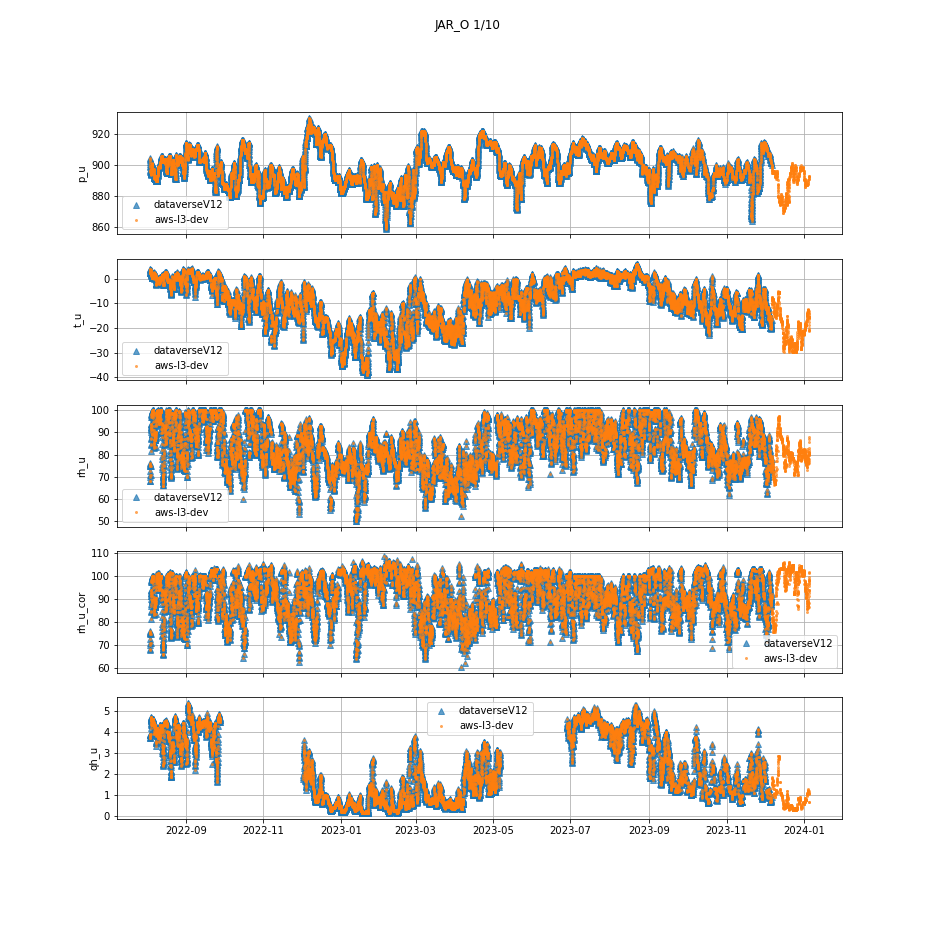 JAR_O 1/10
920
900
880
860
p_u
dataverseV12
aws-l3-dev
0
−10
−20
−30
−40
t_u
dataverseV12
aws-l3-dev
100
90
80
70
60
50
rh_u
dataverseV12
aws-l3-dev
110
100
90
80
70
60
rh_u_cor
dataverseV12
aws-l3-dev
5
4
3
2
1
0
qh_u
dataverseV12
aws-l3-dev
2022-09 2022-11 2023-01 2023-03 2023-05 2023-07 2023-09 2023-11 2024-01